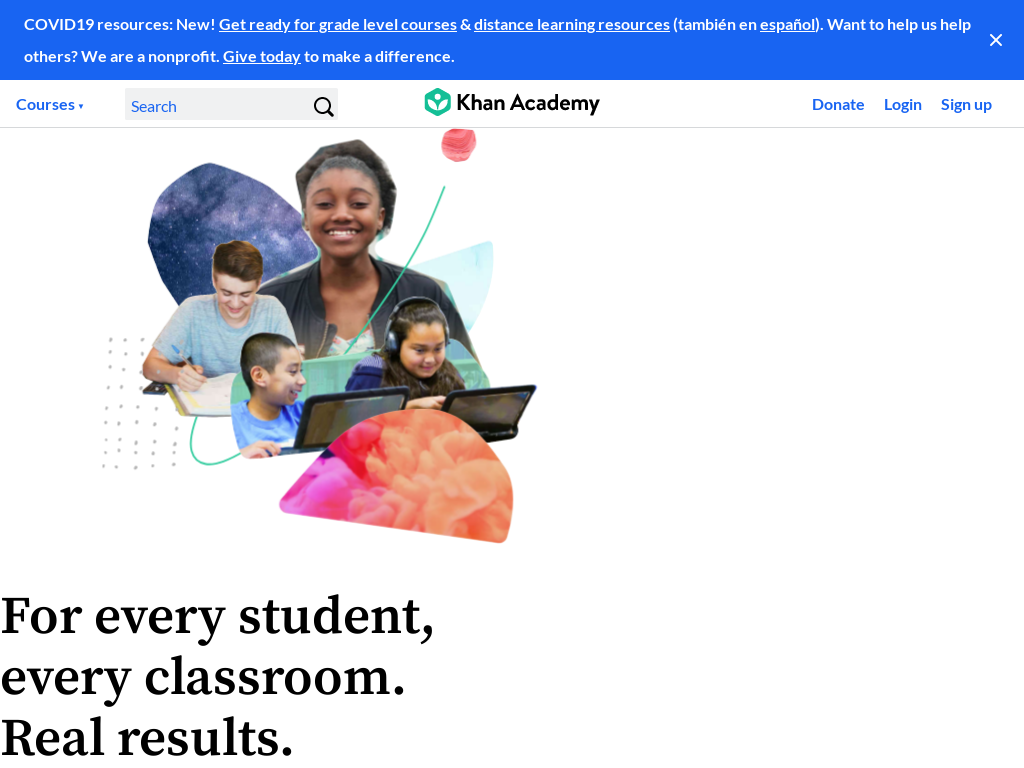 COVID19 resources: New! Get ready for grade level courses & distance learning resources (también en español). Want to help us help
others? We are a nonprofit. Give today to make a difference.
Courses ▾
Search
Khan Academy
Donate
Login
Sign up
For every student,
every classroom.
Real results.